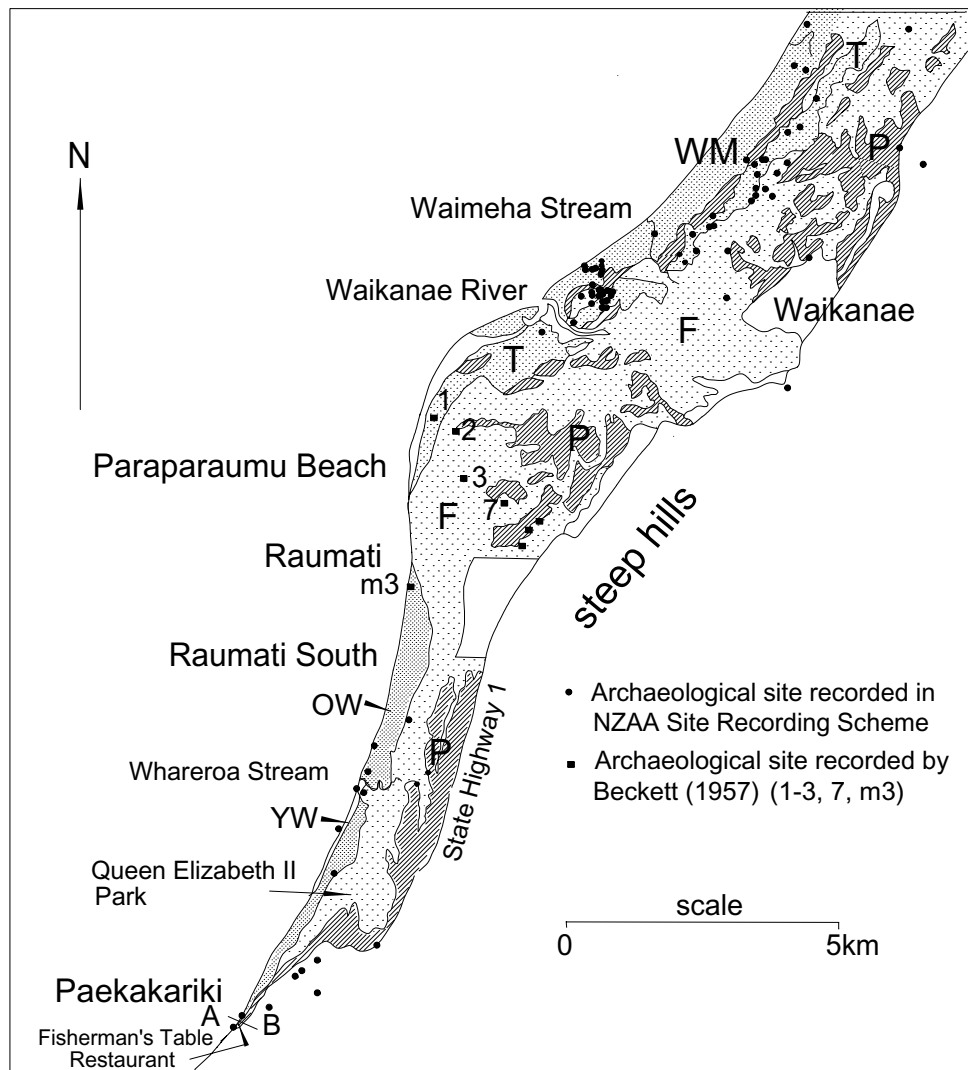 T
N
WM
P
Waimeha Stream
Waikanae River
Waikanae
F
T
1
2
P
Paraparaumu Beach
3
7
F
Raumati
m3
steep hills
Raumati South
OW
P
State Highway 1
Whareroa Stream
YW
Queen Elizabeth II
Park
• Archaeological site recorded in
NZAA Site Recording Scheme
▪ Archaeological site recorded by
Beckett (1957) (1-3, 7, m3)
scale
0 5km
Paekakariki
A B
Fisherman's Table
Restaurant